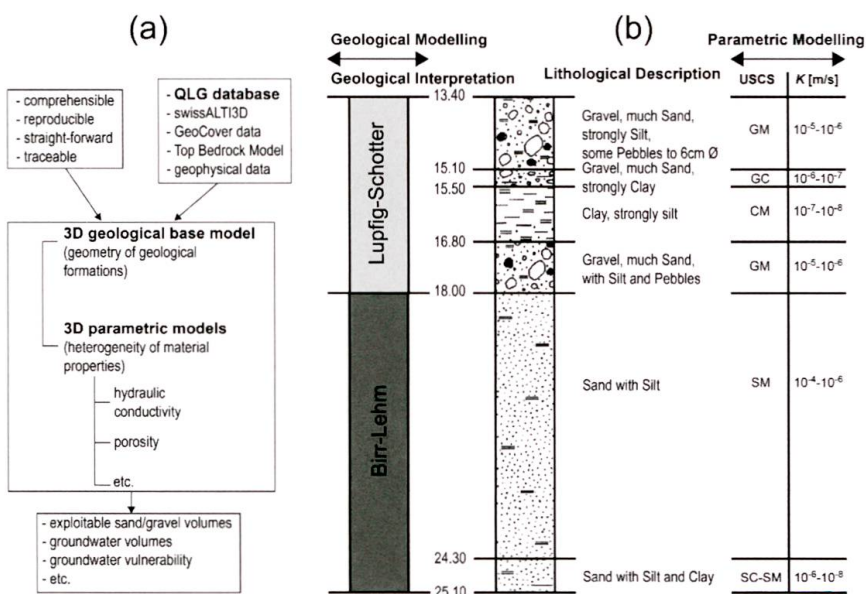 (a)
- comprehensible
- reproducible
- straight-forward
- traceable
- QLG database
- swissALTI3D
- GeoCover data
- Top Bedrock Model
- geophysical data
3D geological base model
(geometry of geological
formations)
3D parametric models
(heterogeneity of material
properties)
hydraulic
conductivity
porosity
etc.
- exploitable sand/gravel volumes
- groundwater volumes
- groundwater vulnerability
- etc.
(b)
Geological Modelling
Parametric Modelling
Geological Interpretation
Lithological Description
USCS
K [m/s]
Lupfig-Schotter
Birr-Lehm
13.40
Gravel, much Sand,
strongly Silt,
some Pebbles to 6cm Ø
GM
10⁻⁵-10⁻⁶
15.10
Gravel, much Sand,
strongly Clay
GC
10⁻⁶-10⁻⁷
15.50
Clay, strongly silt
CM
10⁻⁷-10⁻⁸
16.80
Gravel, much Sand,
with Silt and Pebbles
GM
10⁻⁵-10⁻⁶
18.00
Sand with Silt
SM
10⁻⁴-10⁻⁶
24.30
Sand with Silt and Clay
SC-SM
10⁻⁶-10⁻⁸
25.10